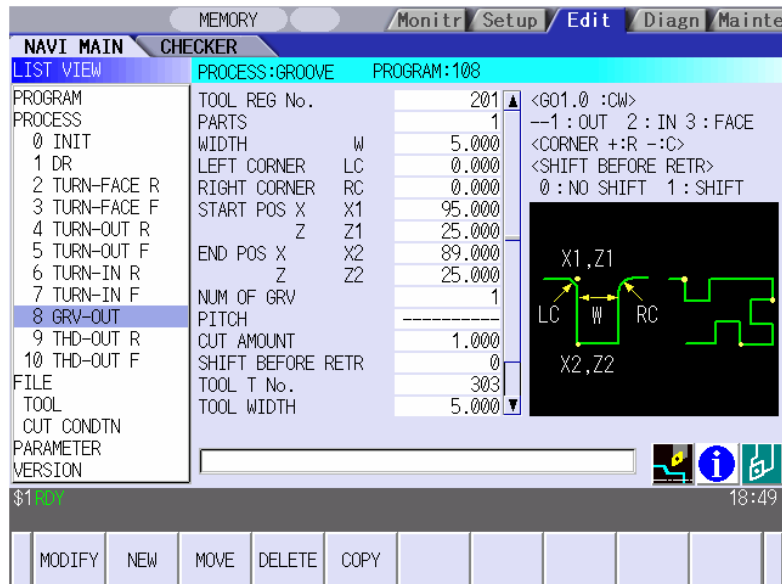 MEMORY
Monitr Setup Edit Diagn Mainte
NAVI MAIN CHECKER
LIST VIEW PROCESS:GROOVE PROGRAM:108
PROGRAM
PROCESS
0 INIT
1 DR
2 TURN-FACE R
3 TURN-FACE F
4 TURN-OUT R
5 TURN-OUT F
6 TURN-IN R
7 TURN-IN F
8 GRV-OUT
9 THD-OUT R
10 THD-OUT F
FILE
TOOL
CUT CONDTN
PARAMETER
VERSION
TOOL REG No. 201
PARTS 1
WIDTH W 5.000
LEFT CORNER LC 0.000
RIGHT CORNER RC 0.000
START POS X X1 95.000
Z Z1 25.000
END POS X X2 89.000
Z Z2 25.000
NUM OF GRV 1
PITCH ----------
CUT AMOUNT 1.000
SHIFT BEFORE RETR 0
TOOL T No. 303
TOOL WIDTH 5.000
<G01.0 :CW>
--1:OUT 2:IN 3:FACE
<CORNER +:R -:C>
<SHIFT BEFORE RETR>
0:NO SHIFT 1:SHIFT
X1,Z1
LC W RC
X2,Z2
$1 RDY 18:49
MODIFY NEW MOVE DELETE COPY